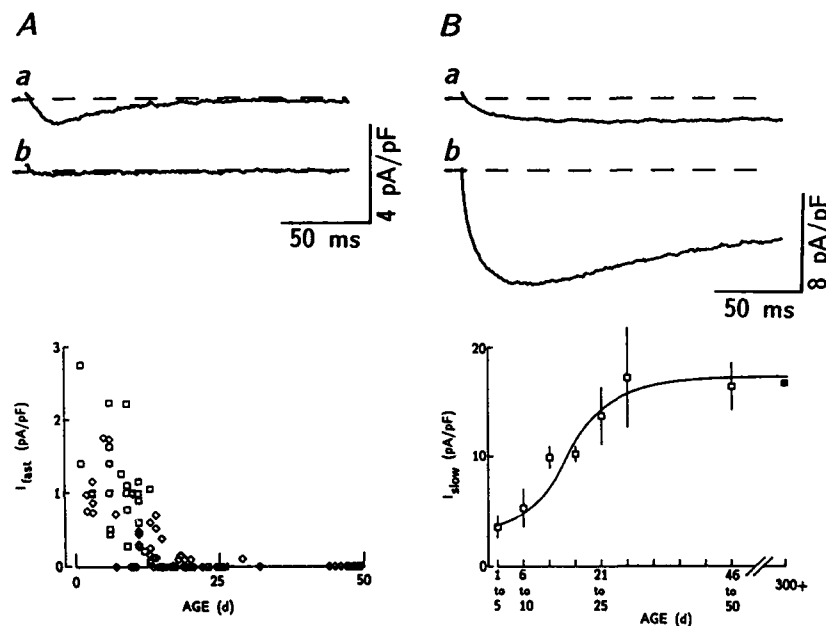 A
a
b
4 pA/pF
50 ms
B
a
b
8 pA/pF
50 ms
3
2
1
0
I fast (pA/pF)
0 25 50
AGE (d)
20
10
0
I slow (pA/pF)
1 to 5
6 to 10
21 to 25
46 to 50
300+
AGE (d)